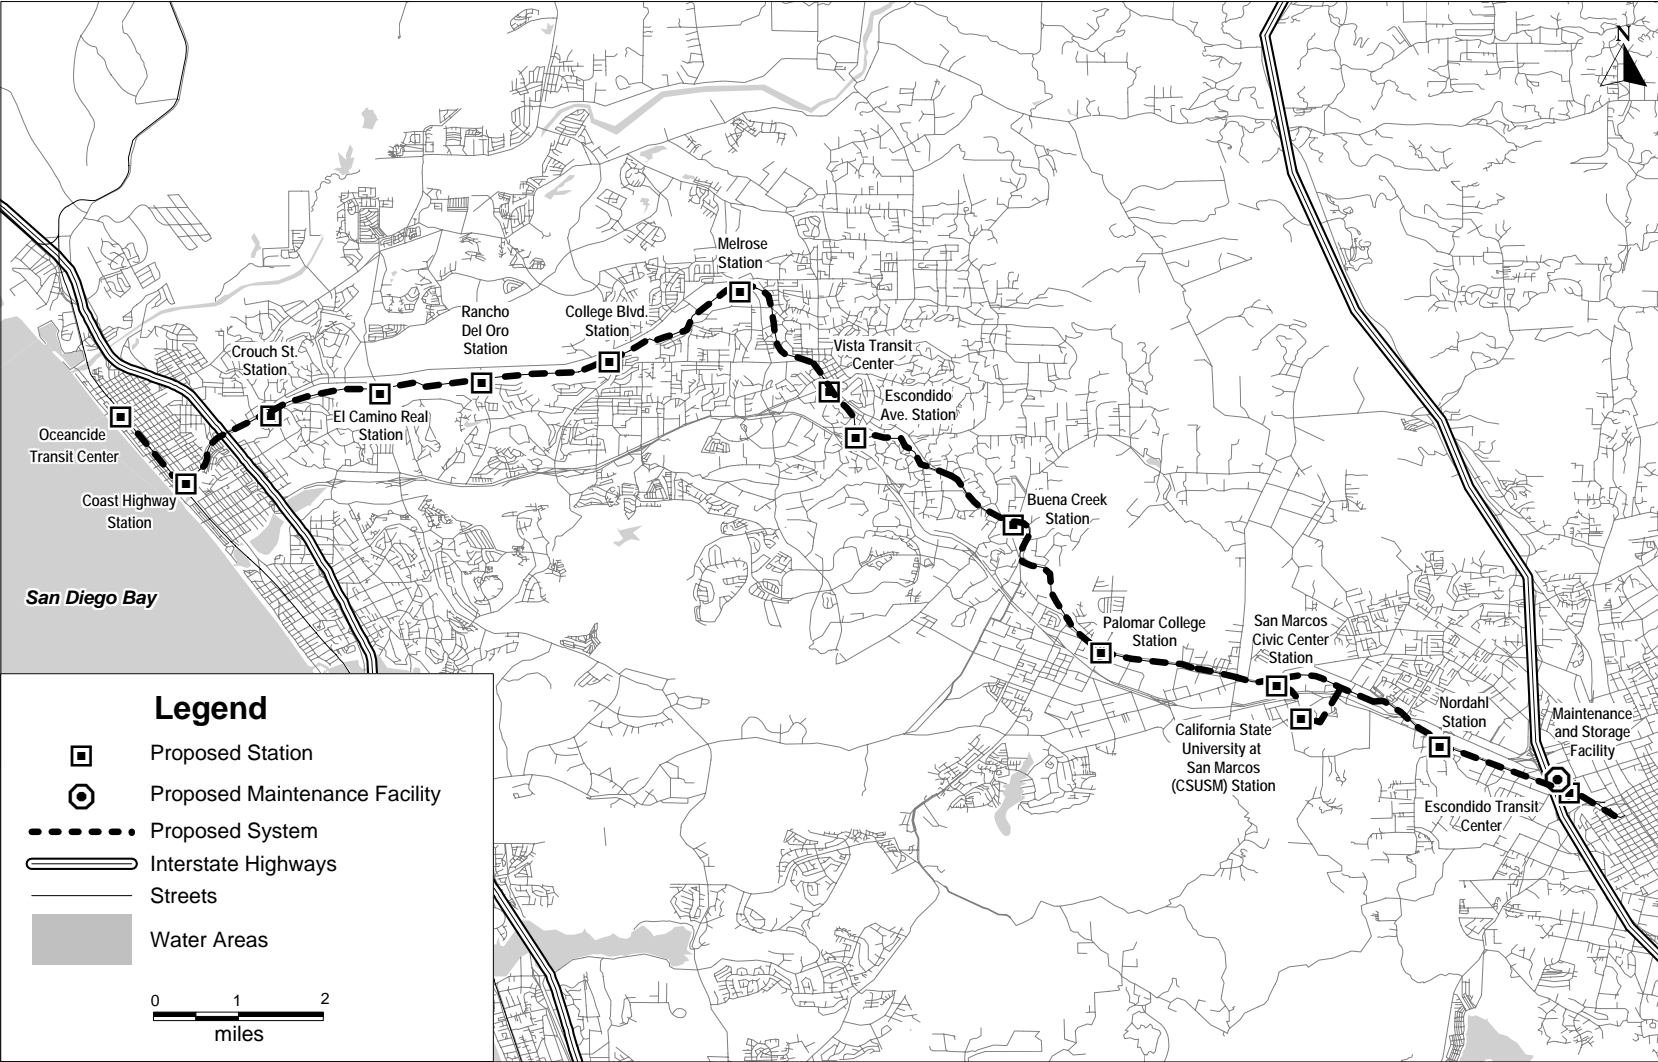 N
Melrose
Station
Rancho
Del Oro
Station
College Blvd.
Station
Crouch St.
Station
Vista Transit
Center
El Camino Real
Station
Escondido
Ave. Station
Oceancide
Transit Center
Coast Highway
Station
Buena Creek
Station
San Diego Bay
Palomar College
Station
San Marcos
Civic Center
Station
Nordahl
Station
Maintenance
and Storage
Facility
California State
University at
San Marcos
(CSUSM) Station
Escondido Transit
Center
Legend
Proposed Station
Proposed Maintenance Facility
Proposed System
Interstate Highways
Streets
Water Areas
0 1 2
miles